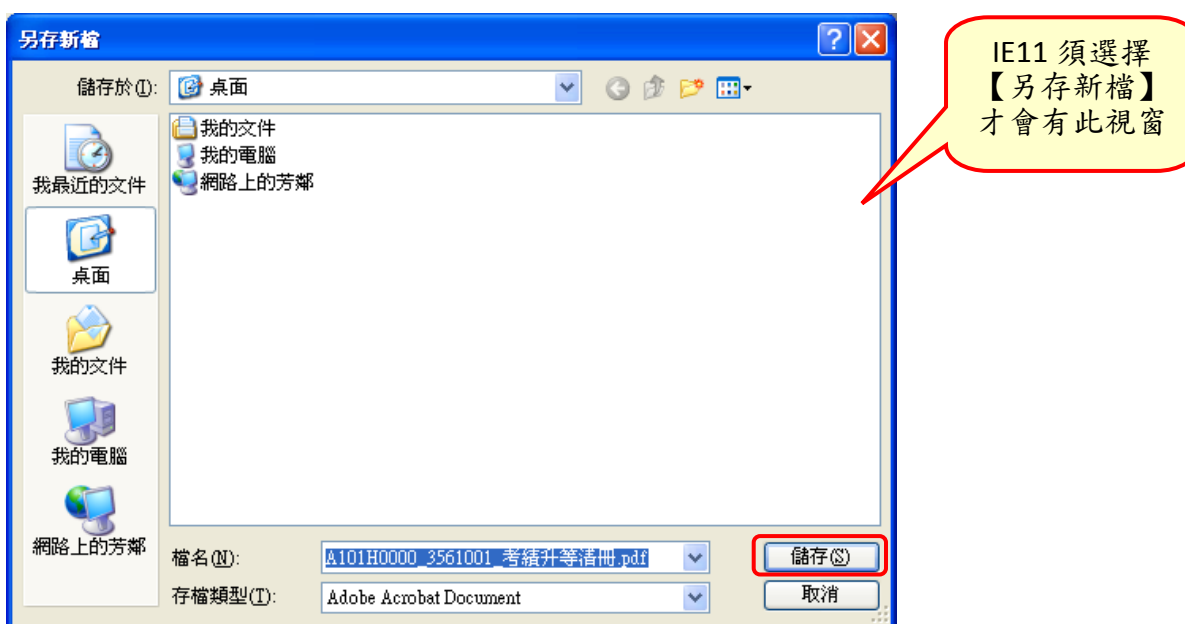 另存新檔
IE11 須選擇
【另存新檔】
才會有此視窗
儲存於(I):
桌面
我的文件
我的電腦
網路上的芳鄰
我最近的文件
桌面
我的文件
我的電腦
網路上的芳鄰
檔名(N):
A101H0000_3561001_考績升等清冊.pdf
儲存(S)
存檔類型(T):
Adobe Acrobat Document
取消